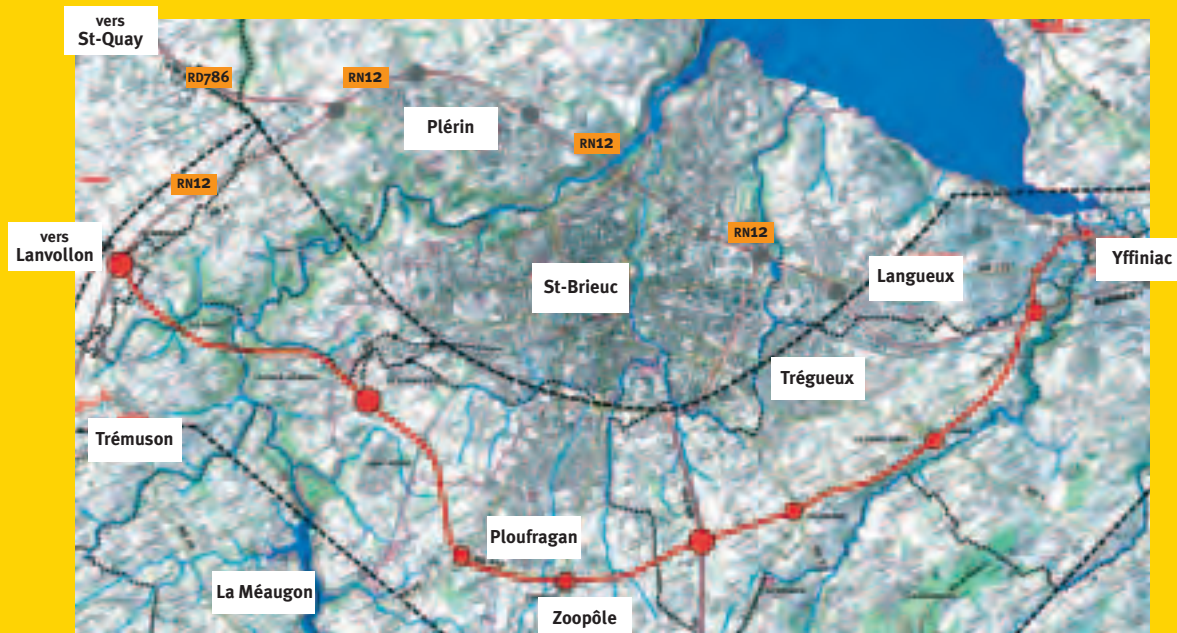 vers
St-Quay
RD786
RN12
Plérin
RN12
RN12
vers
Lanvollon
RN12
Yffiniac
Langueux
St-Brieuc
Trégueux
Trémuson
Ploufragan
La Méaugon
Zoopôle